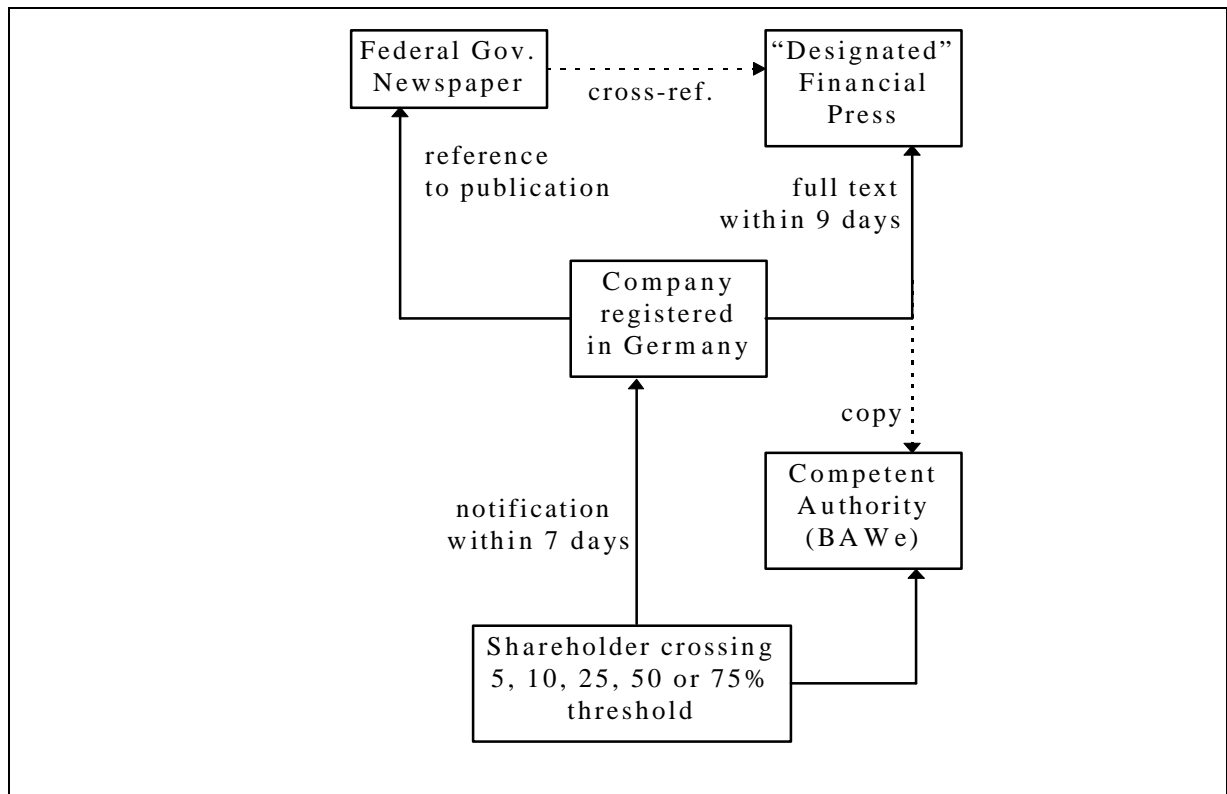 Federal Gov.
Newspaper
“Designated”
Financial
Press
cross-ref.
reference
to publication
full text
within 9 days
Company
registered
in Germany
copy
Competent
Authority
(BAWe)
notification
within 7 days
Shareholder crossing
5, 10, 25, 50 or 75%
threshold